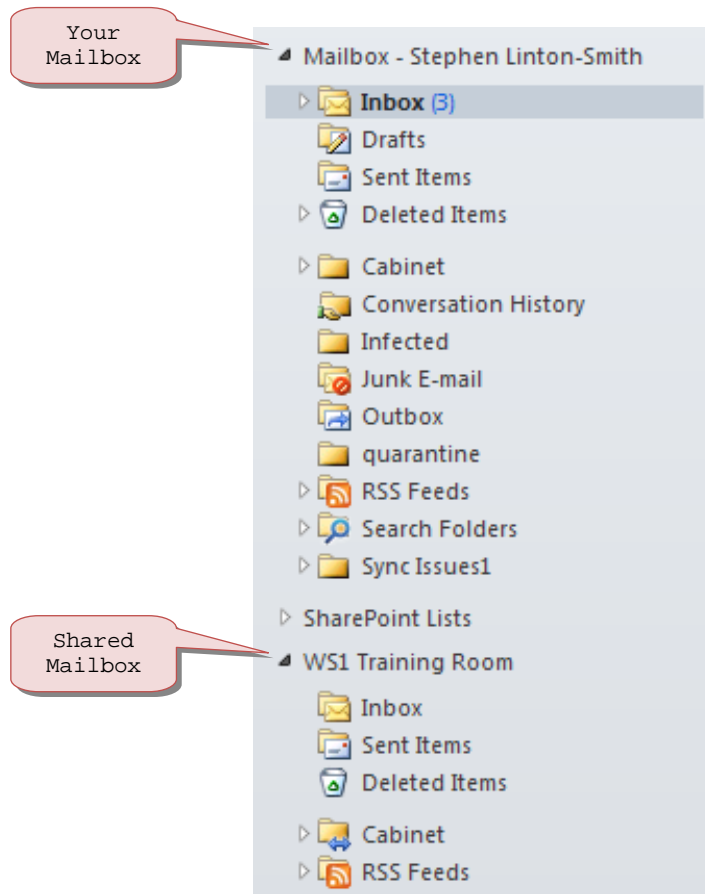 Your
Mailbox
Mailbox - Stephen Linton-Smith
Inbox (3)
Drafts
Sent Items
Deleted Items
Cabinet
Conversation History
Infected
Junk E-mail
Outbox
quarantine
RSS Feeds
Search Folders
Sync Issues1
SharePoint Lists
Shared
Mailbox
WS1 Training Room
Inbox
Sent Items
Deleted Items
Cabinet
RSS Feeds